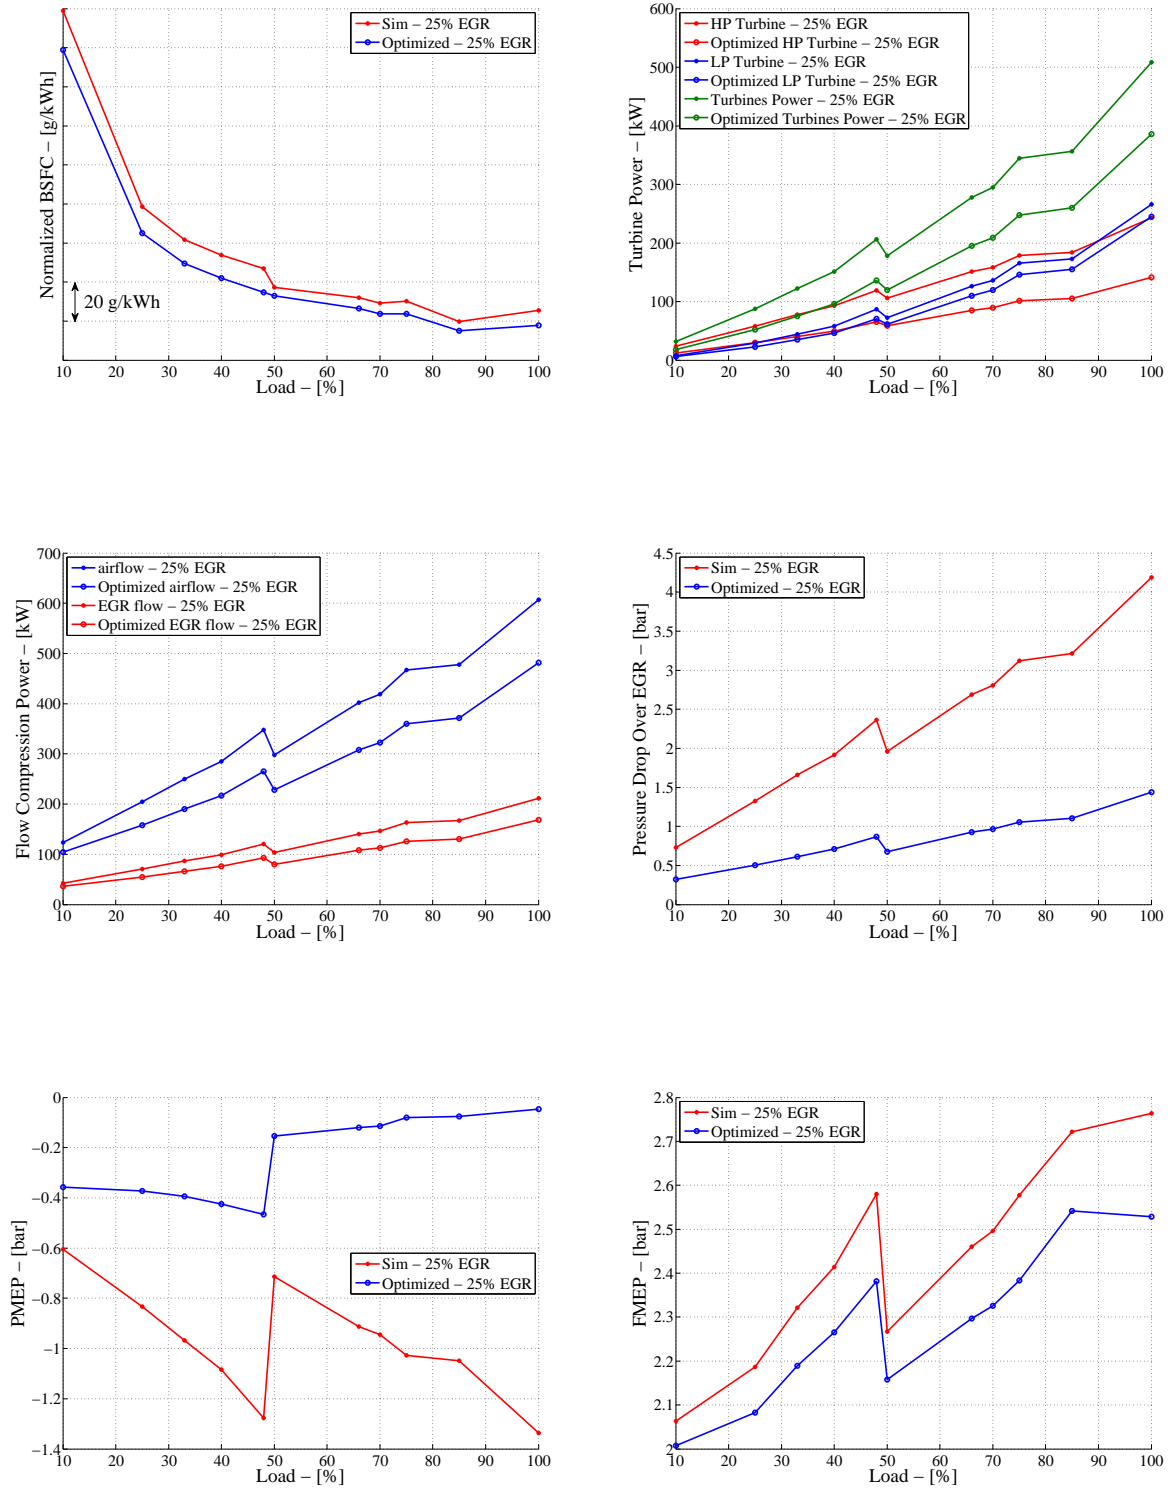 Sim – 25% EGR
Optimized – 25% EGR
Normalized BSFC – [g/kWh]
20 g/kWh
10 20 30 40 50 60 70 80 90 100
Load – [%]
HP Turbine – 25% EGR
Optimized HP Turbine – 25% EGR
LP Turbine – 25% EGR
Optimized LP Turbine – 25% EGR
Turbines Power – 25% EGR
Optimized Turbines Power – 25% EGR
Turbine Power – [kW]
600
500
400
300
200
100
0
10 20 30 40 50 60 70 80 90 100
Load – [%]
airflow – 25% EGR
Optimized airflow – 25% EGR
EGR flow – 25% EGR
Optimized EGR flow – 25% EGR
Flow Compression Power – [kW]
700
600
500
400
300
200
100
0
10 20 30 40 50 60 70 80 90 100
Load – [%]
Sim – 25% EGR
Optimized – 25% EGR
Pressure Drop Over EGR – [bar]
4.5
4
3.5
3
2.5
2
1.5
1
0.5
0
10 20 30 40 50 60 70 80 90 100
Load – [%]
Sim – 25% EGR
Optimized – 25% EGR
PMEP – [bar]
0
−0.2
−0.4
−0.6
−0.8
−1
−1.2
−1.4
10 20 30 40 50 60 70 80 90 100
Load – [%]
Sim – 25% EGR
Optimized – 25% EGR
FMEP – [bar]
2.8
2.7
2.6
2.5
2.4
2.3
2.2
2.1
2
10 20 30 40 50 60 70 80 90 100
Load – [%]